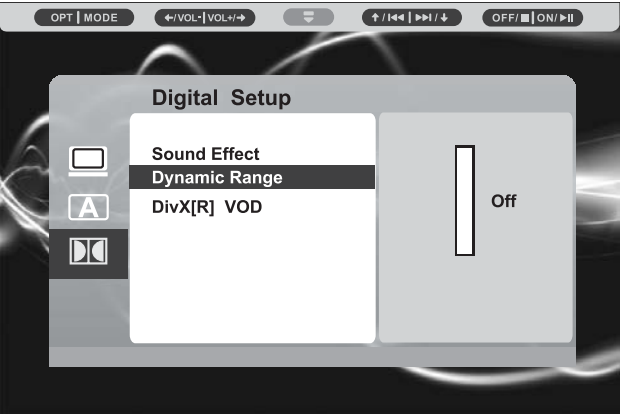 OPT | MODE ←/VOL- | VOL+/→ ↑/I◄◄ | ►►I/↓ OFF/■ | ON/►II
Digital Setup
Sound Effect
Dynamic Range
Off
DivX[R] VOD
A